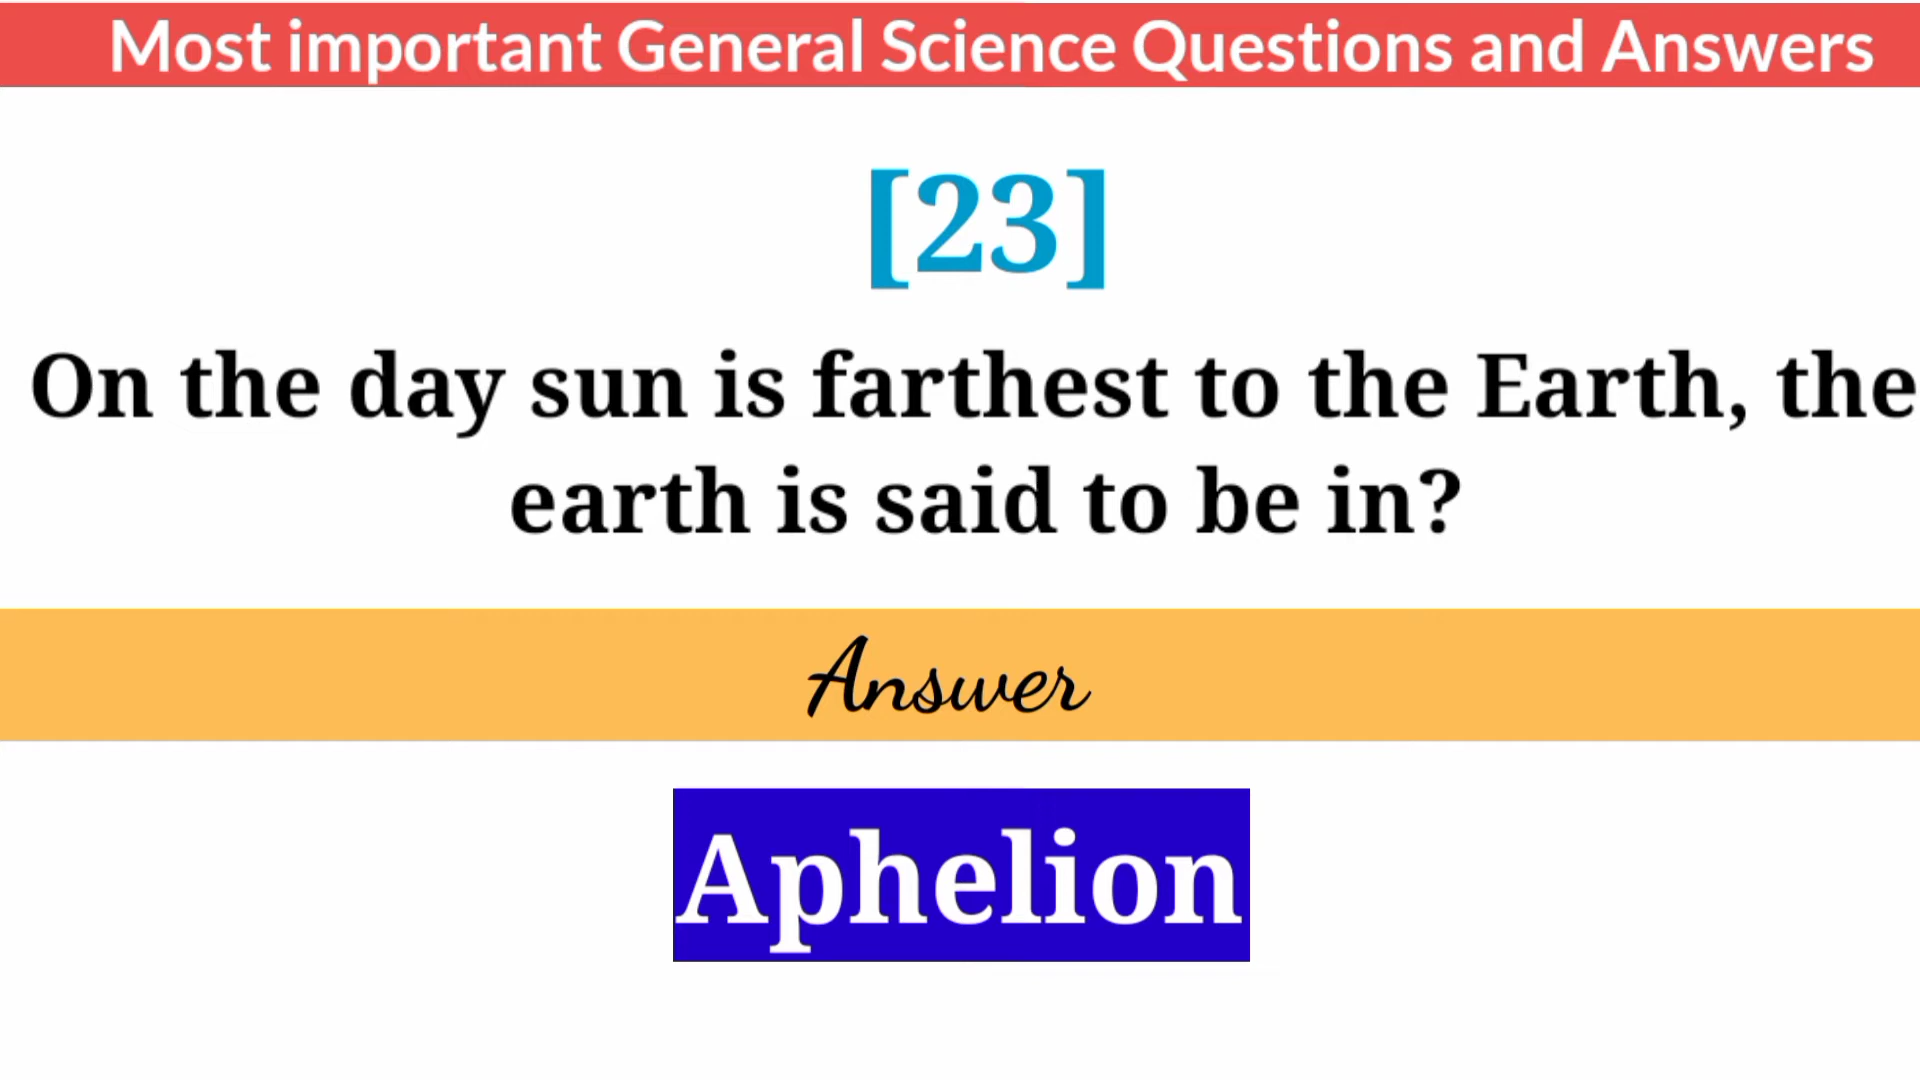 Most important General Science Questions and Answers
[23]
On the day sun is farthest to the Earth, the
earth is said to be in?
Answer
Aphelion